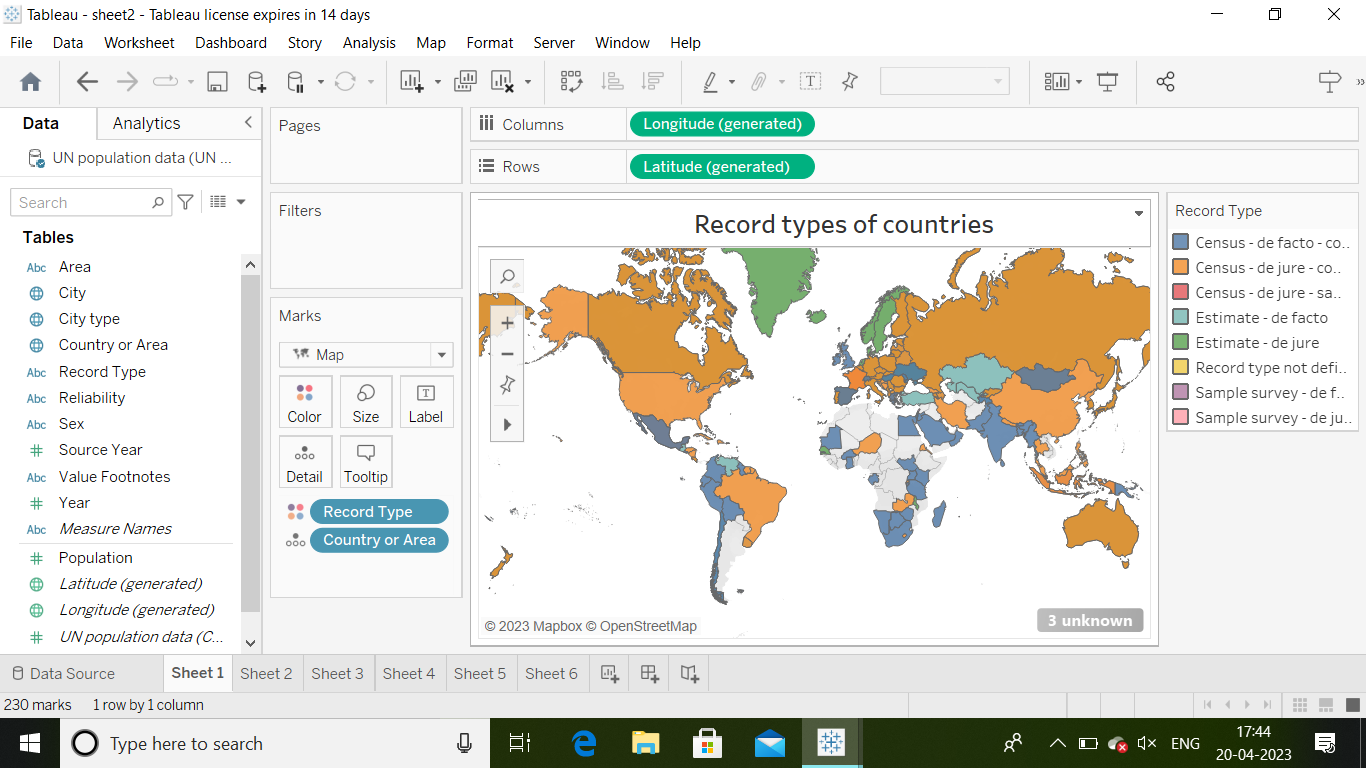 Tableau - sheet2 - Tableau license expires in 14 days
File Data Worksheet Dashboard Story Analysis Map Format Server Window Help
Data Analytics
UN population data (UN ...
Search
Tables
Abc Area
City
City type
Country or Area
Abc Record Type
Abc Reliability
Abc Sex
# Source Year
Abc Value Footnotes
# Year
Abc Measure Names
# Population
Latitude (generated)
Longitude (generated)
# UN population data (C...
Pages
Filters
Marks
Map
Color Size Label
Detail Tooltip
Record Type
Country or Area
Columns Longitude (generated)
Rows Latitude (generated)
Record types of countries
© 2023 Mapbox © OpenStreetMap
3 unknown
Record Type
Census - de facto - co..
Census - de jure - co..
Census - de jure - sa..
Estimate - de facto
Estimate - de jure
Record type not defi..
Sample survey - de f..
Sample survey - de ju..
Data Source Sheet 1 Sheet 2 Sheet 3 Sheet 4 Sheet 5 Sheet 6
230 marks 1 row by 1 column
Type here to search
ENG
17:44
20-04-2023